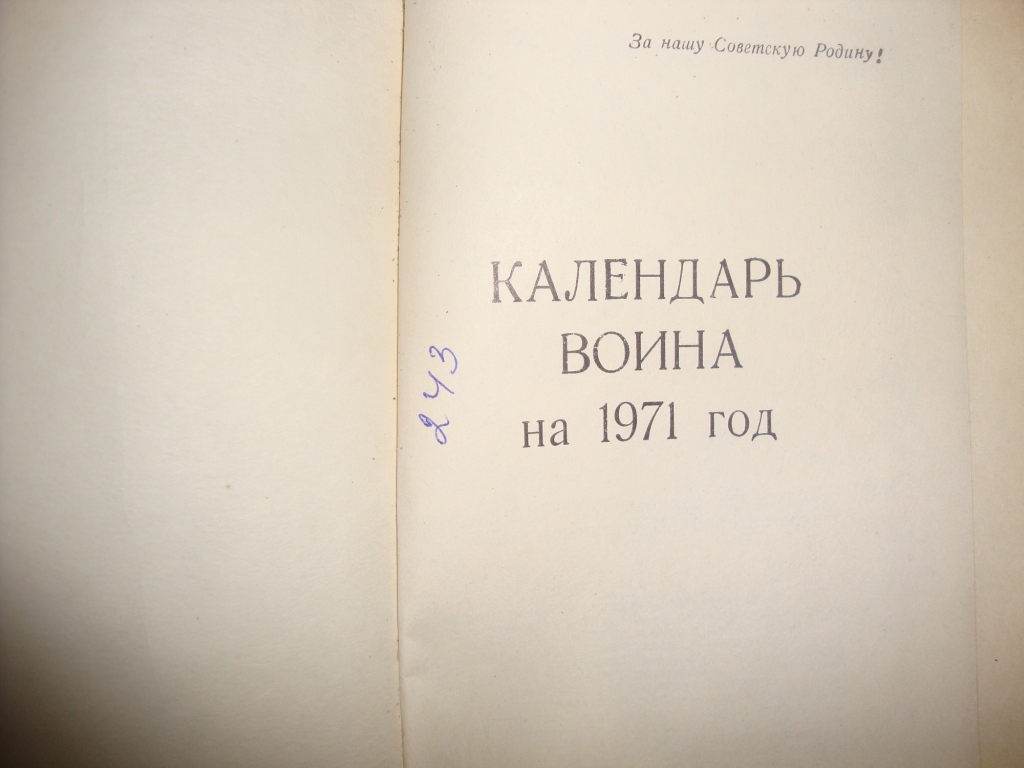 За нашу Советскую Родину!
КАЛЕНДАРЬ
ВОИНА
на 1971 год
243